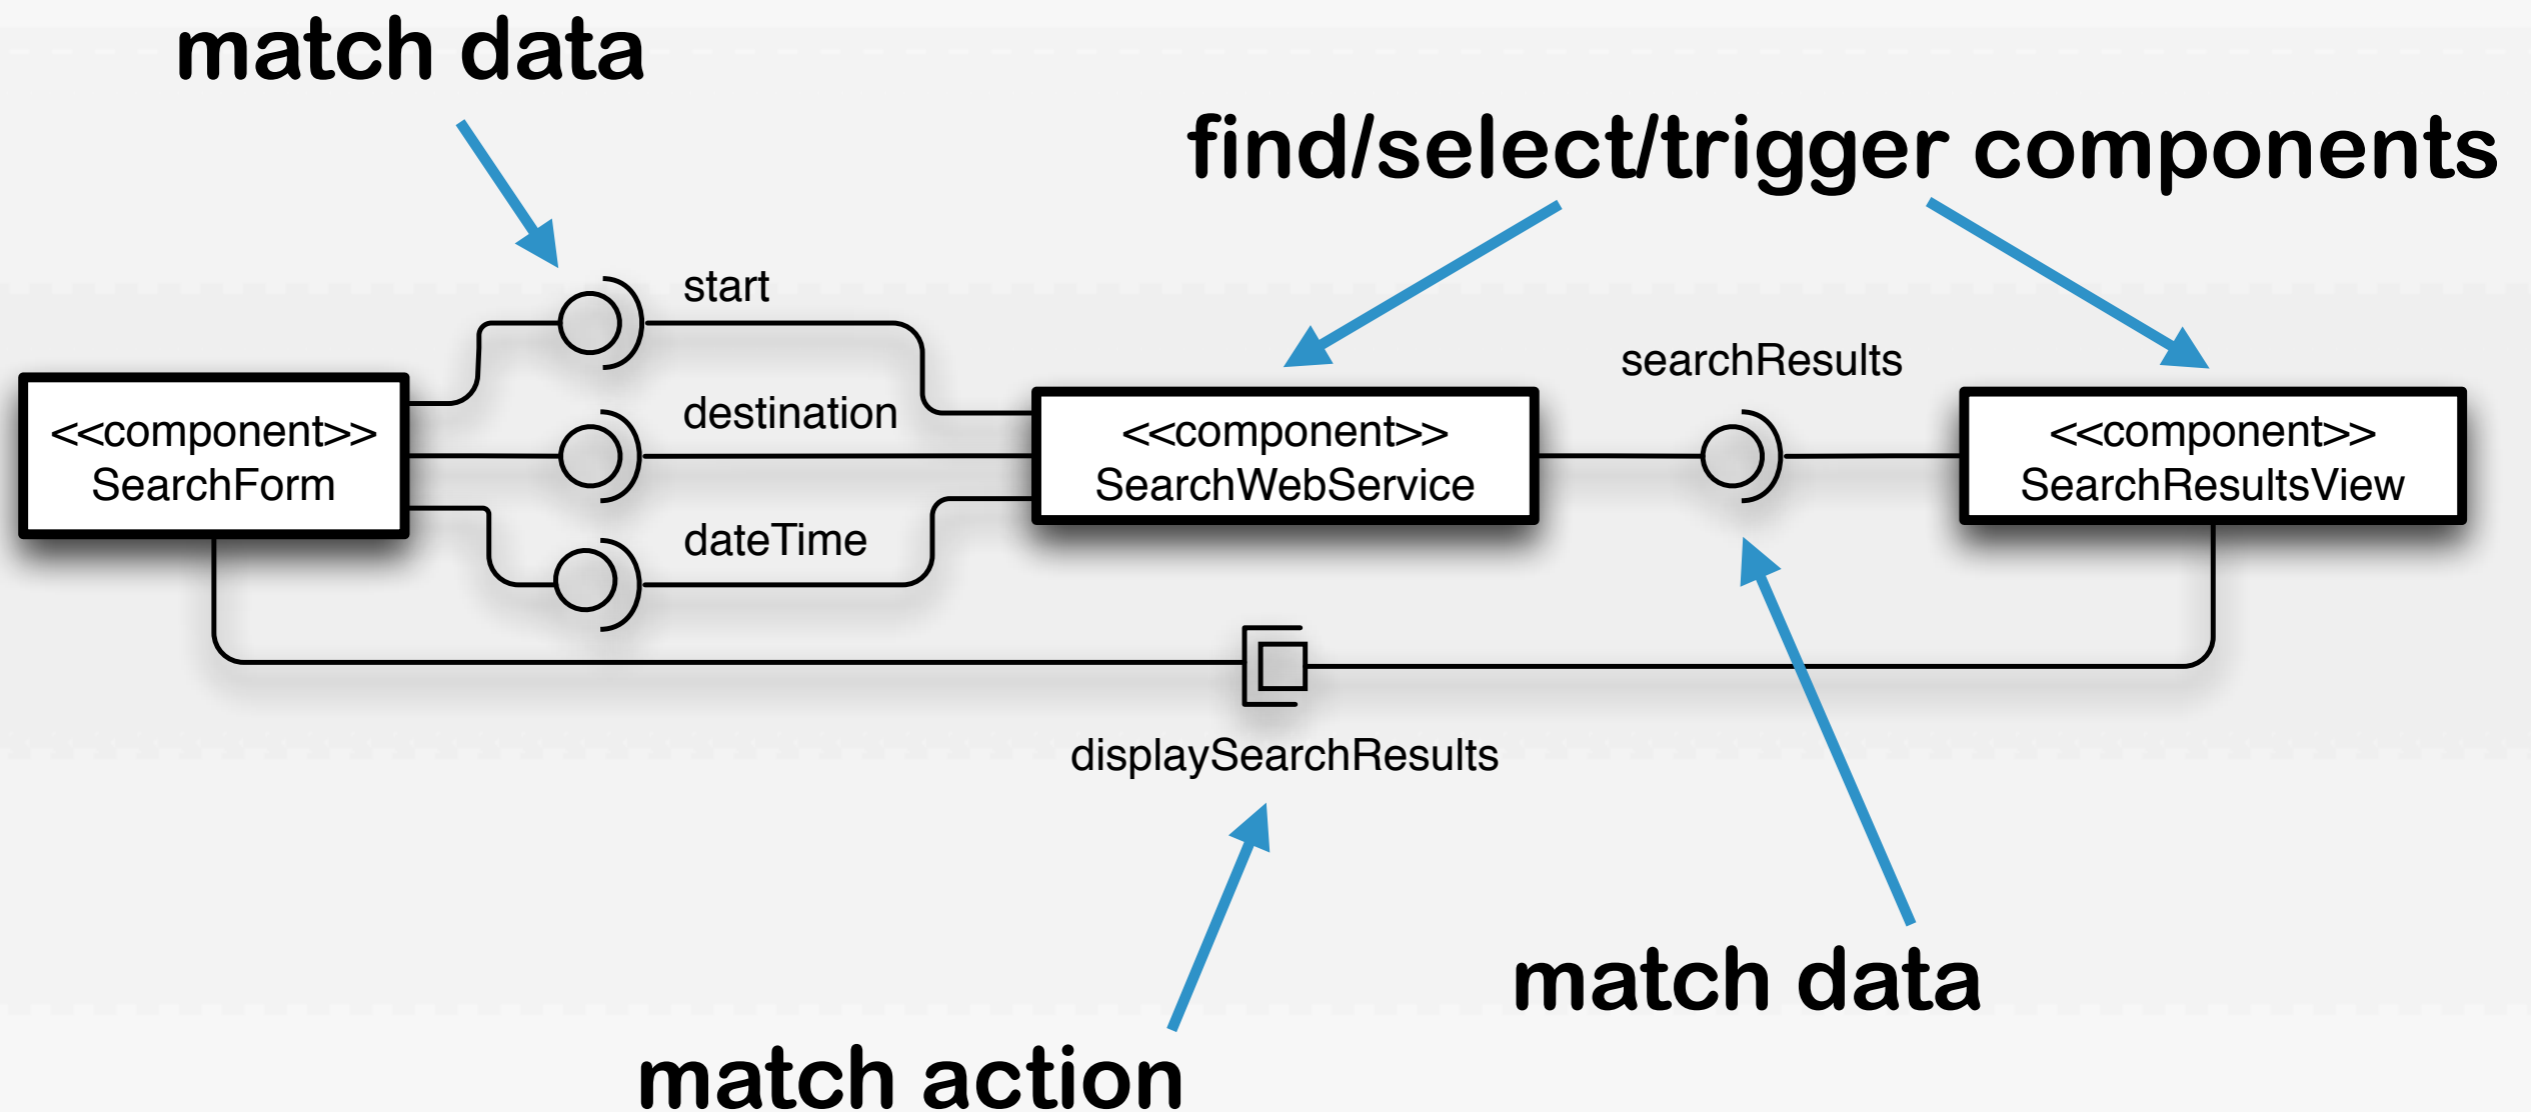 match data
find/select/trigger components
start
searchResults
destination
<<component>>
SearchForm
<<component>>
SearchWebService
<<component>>
SearchResultsView
dateTime
displaySearchResults
match data
match action